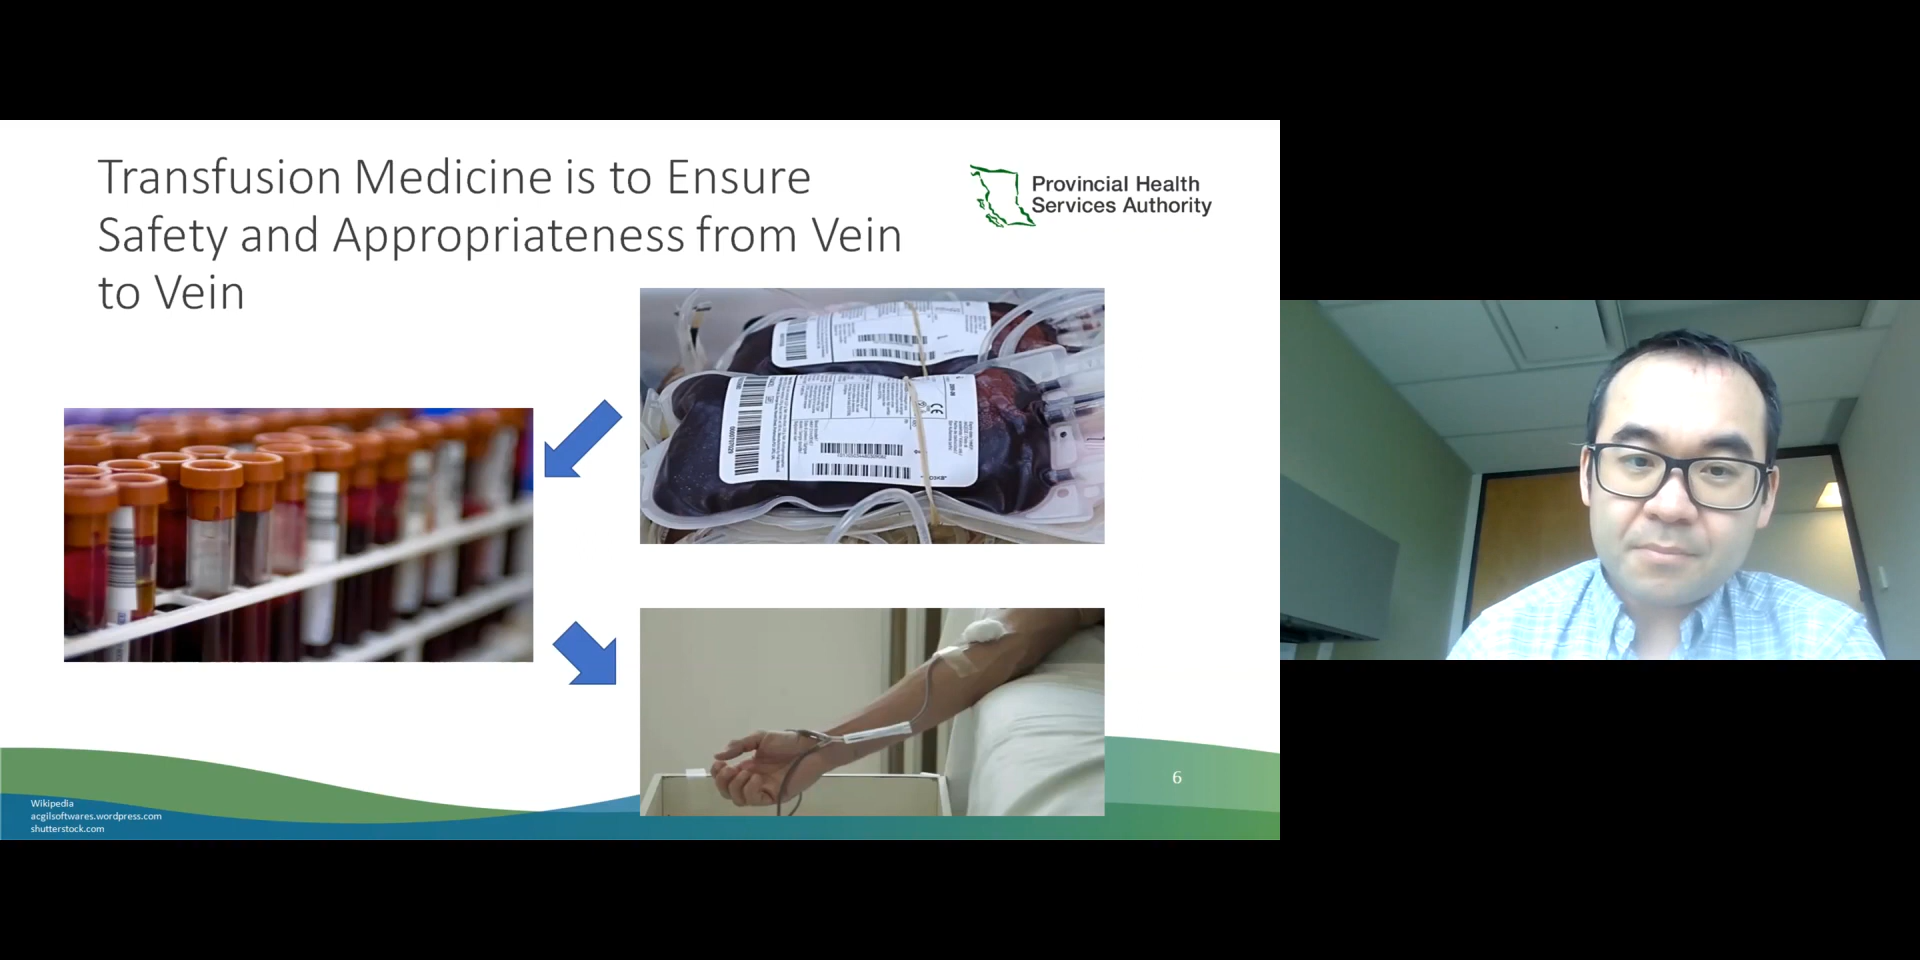 Transfusion Medicine is to Ensure
Safety and Appropriateness from Vein
to Vein
Provincial Health
Services Authority
6
Wikipedia
acgilsoftwares.wordpress.com
shutterstock.com